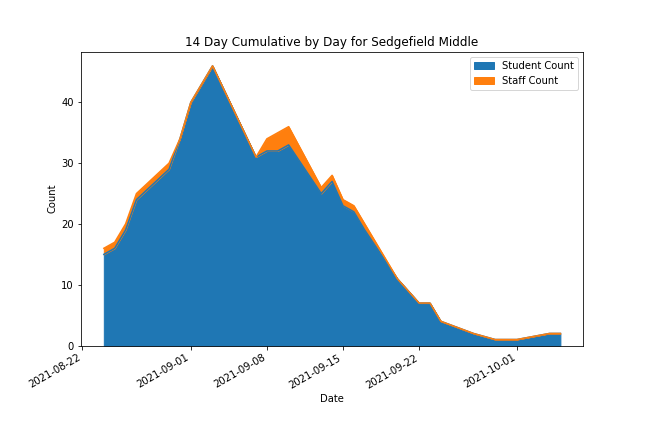 14 Day Cumulative by Day for Sedgefield Middle
Student Count
Staff Count
Count
40
30
20
10
0
2021-08-22
2021-09-01
2021-09-08
2021-09-15
2021-09-22
2021-10-01
Date